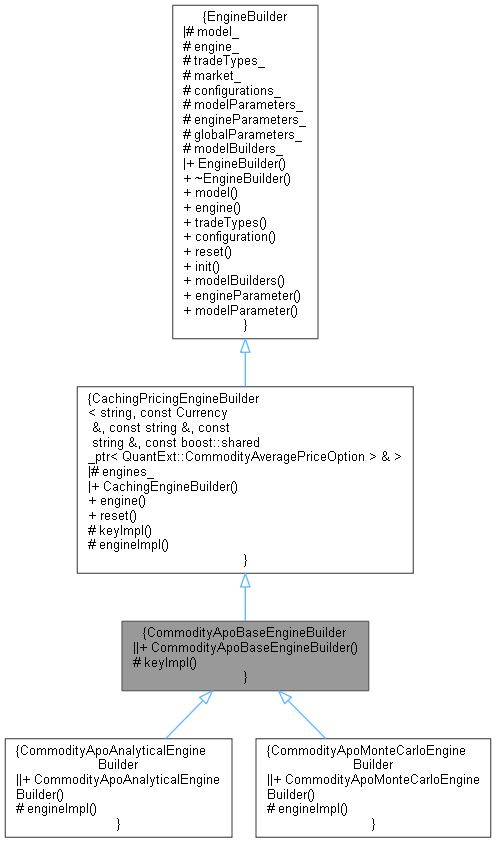 {EngineBuilder
|# model_
# engine_
# tradeTypes_
# market_
# configurations_
# modelParameters_
# engineParameters_
# globalParameters_
# modelBuilders_
|+ EngineBuilder()
+ ~EngineBuilder()
+ model()
+ engine()
+ tradeTypes()
+ configuration()
+ reset()
+ init()
+ modelBuilders()
+ engineParameter()
+ modelParameter()
}
{CachingPricingEngineBuilder
< string, const Currency
&, const string &, const
string &, const boost::shared
_ptr< QuantExt::CommodityAveragePriceOption > & >
|# engines_
|+ CachingEngineBuilder()
+ engine()
+ reset()
# keyImpl()
# engineImpl()
}
{CommodityApoBaseEngineBuilder
||+ CommodityApoBaseEngineBuilder()
# keyImpl()
}
{CommodityApoAnalyticalEngine
Builder
||+ CommodityApoAnalyticalEngine
Builder()
# engineImpl()
}
{CommodityApoMonteCarloEngine
Builder
||+ CommodityApoMonteCarloEngine
Builder()
# engineImpl()
}